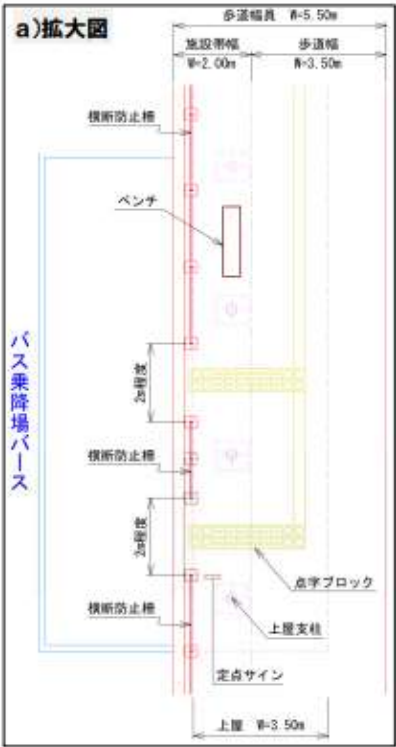 a)拡大図
歩道幅員 W=5.50m
施設帯幅 歩道幅
W=2.00m W=3.50m
横断防止柵
ベンチ
バス乗降場バース
2m程度
横断防止柵
2m程度
点字ブロック
横断防止柵
上屋支柱
定点サイン
上屋 W=3.50m